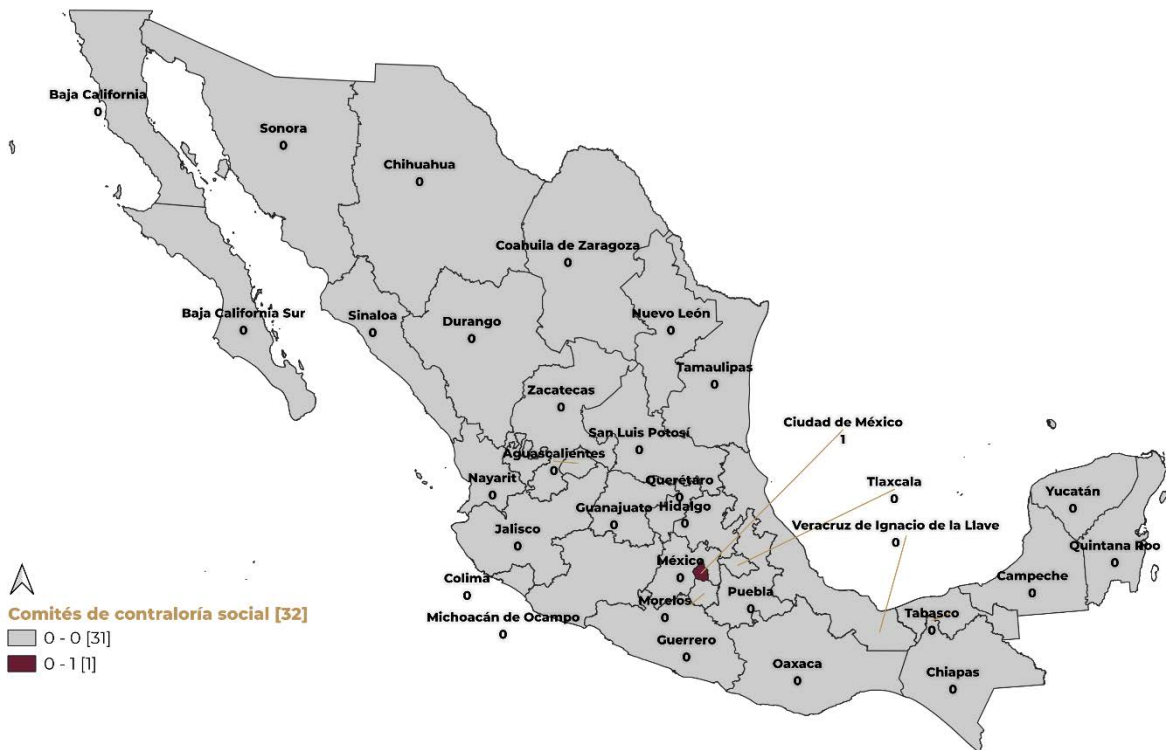 Baja California
0
Sonora
0
Chihuahua
0
Coahuila de Zaragoza
0
Baja California Sur
0
Sinaloa
0
Durango
0
Nuevo León
0
Tamaulipas
0
Zacatecas
0
San Luis Potosí
0
Ciudad de México
1
Aguascalientes
0
Nayarit
0
Querétaro
0
Tlaxcala
0
Yucatán
0
Guanajuato
0
Hidalgo
0
Jalisco
0
Veracruz de Ignacio de la Llave
0
Quintana Roo
0
México
0
Colima
0
Campeche
0
Morelos
0
Puebla
0
Michoacán de Ocampo
0
Tabasco
0
Guerrero
0
Oaxaca
0
Chiapas
0
Comités de contraloría social [32]
0 - 0 [31]
0 - 1 [1]